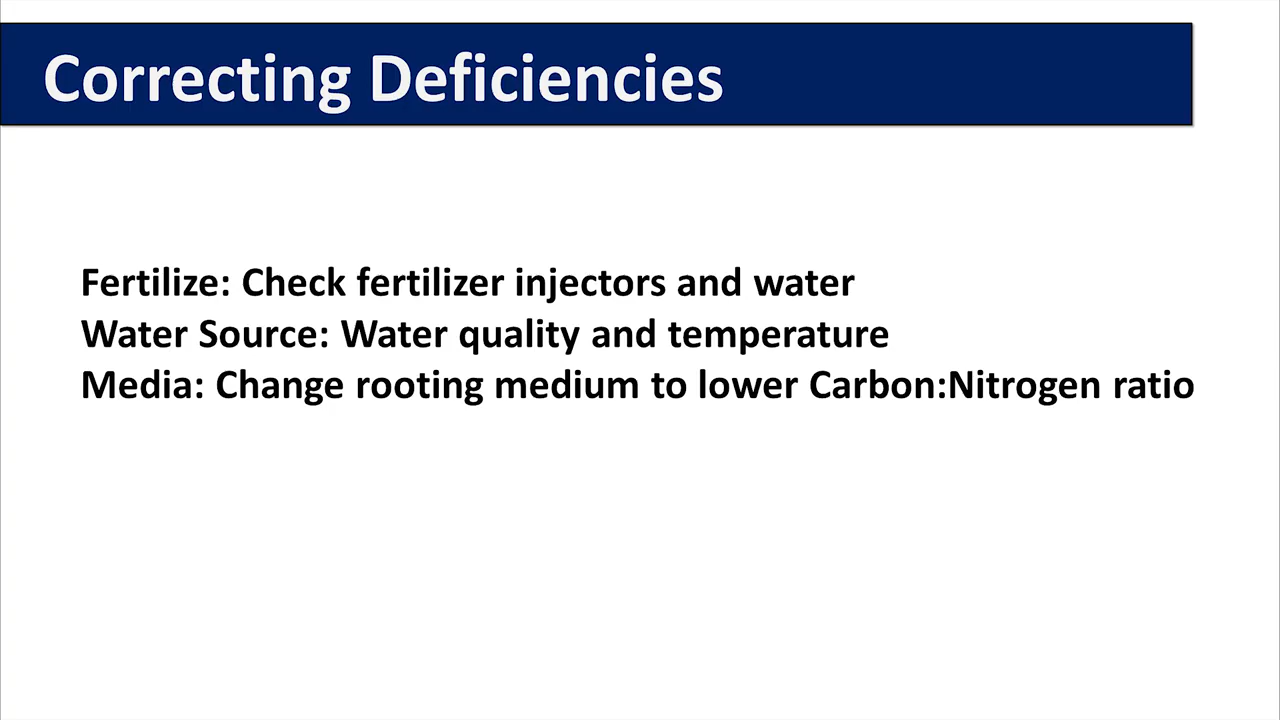 Correcting Deficiencies
Fertilize: Check fertilizer injectors and water
Water Source: Water quality and temperature
Media: Change rooting medium to lower Carbon:Nitrogen ratio